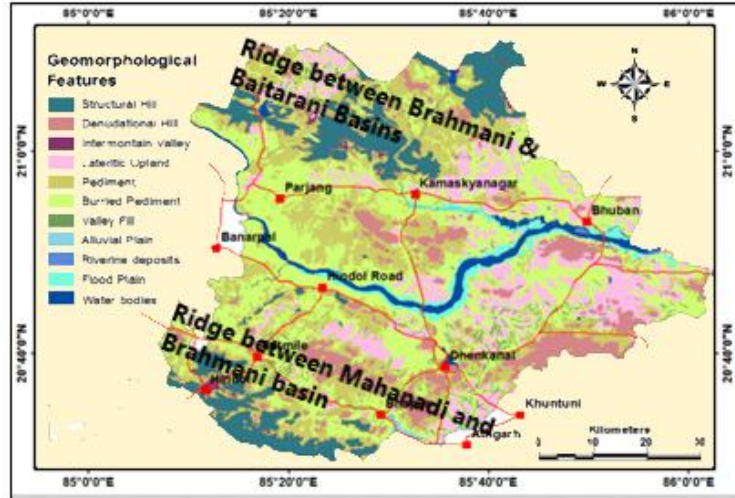 85°0'0"E 85°20'0"E 85°40'0"E 86°0'0"E
Geomorphological
Features
Structural Hill
Denudational Hill
Intermontain Valley
Lateritic Upland
Pediment
Burried Pediment
Valley Fill
Alluvial Plain
Riverine deposits
Flood Plain
Water bodies
Ridge between Brahmani &
Baitarani Basins
N
W E
S
21°0'0"N
21°0'0"N
Parjang
Kamaskyanagar
Bhuban
Banarpal
Hindol Road
Ridge between Mahanadi and
Brahmani basin
20°40'0"N
20°40'0"N
Dhenkanal
Hindol
Khuntuni
Kilometers
0 5 10 20 30
85°0'0"E 85°20'0"E 85°40'0"E 86°0'0"E